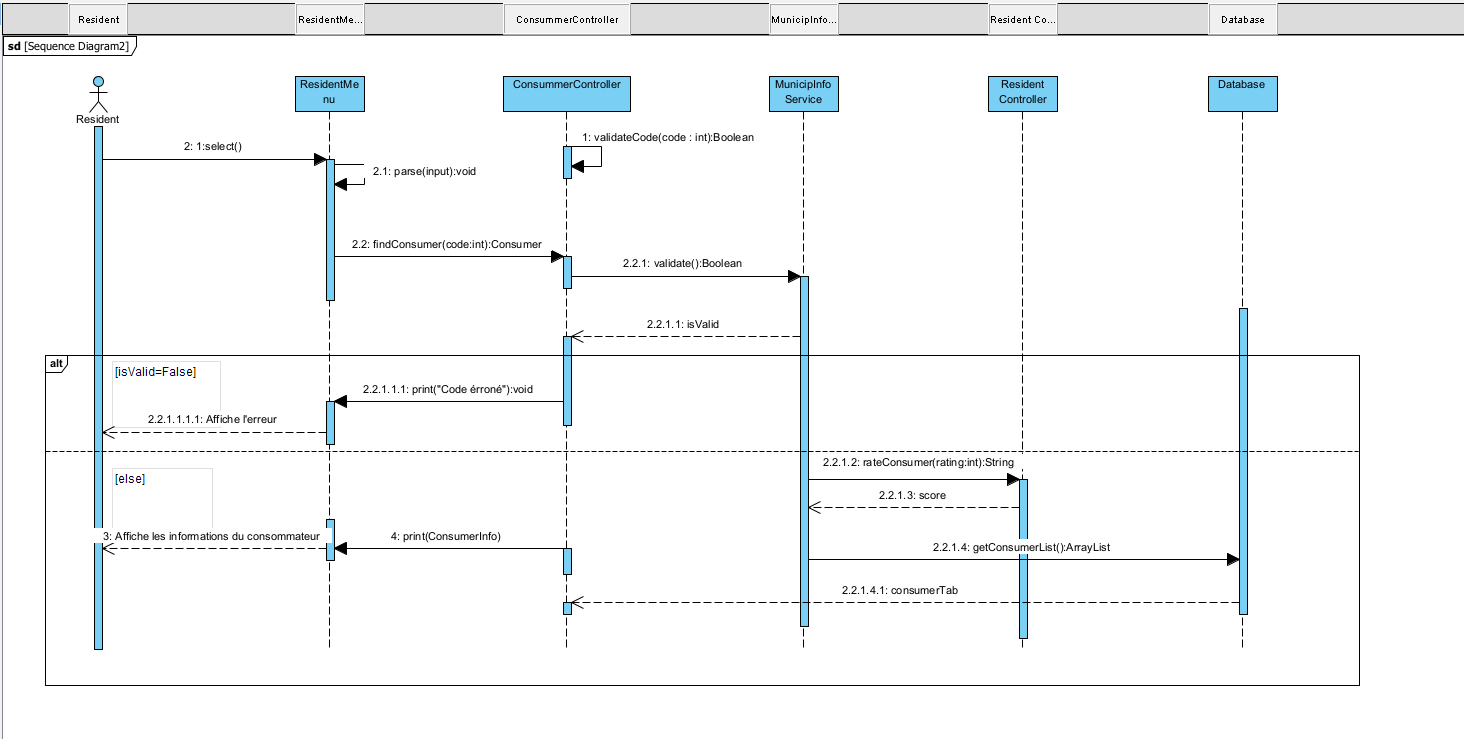 Resident
ResidentMe...
ConsummerController
MunicipInfo...
Resident Co...
Database
sd [Sequence Diagram2]
Resident
ResidentMe
nu
ConsummerController
MunicipInfo
Service
Resident
Controller
Database
1: validateCode(code : int):Boolean
2: 1:select()
2.1: parse(input):void
2.2: findConsumer(code:int):Consumer
2.2.1: validate():Boolean
2.2.1.1: isValid
alt
[isValid=False]
2.2.1.1.1: print("Code érroné"):void
2.2.1.1.1.1: Affiche l'erreur
2.2.1.2: rateConsumer(rating:int):String
[else]
2.2.1.3: score
3: Affiche les informations du consommateur
4: print(ConsumerInfo)
2.2.1.4: getConsumerList():ArrayList
2.2.1.4.1: consumerTab